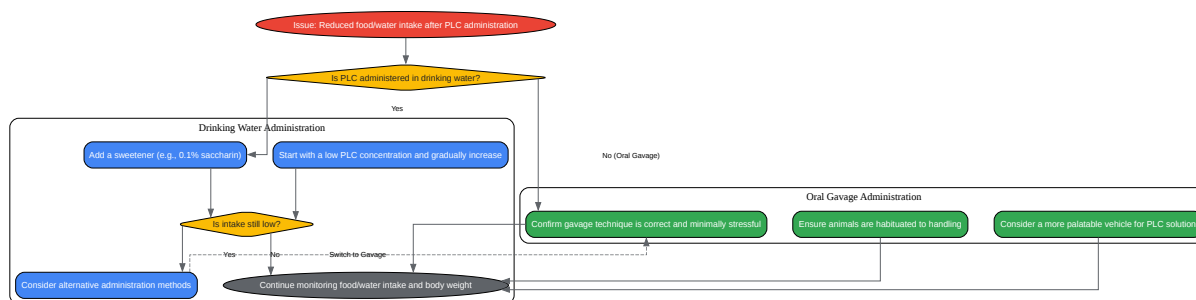 Issue: Reduced food/water intake after PLC administration
Is PLC administered in drinking water?
Yes
Drinking Water Administration
Add a sweetener (e.g., 0.1% saccharin)
Start with a low PLC concentration and gradually increase
No (Oral Gavage)
Oral Gavage Administration
Is intake still low?
Confirm gavage technique is correct and minimally stressful
Ensure animals are habituated to handling
Consider a more palatable vehicle for PLC solution
Yes
No
Switch to Gavage
Consider alternative administration methods
Continue monitoring food/water intake and body weight